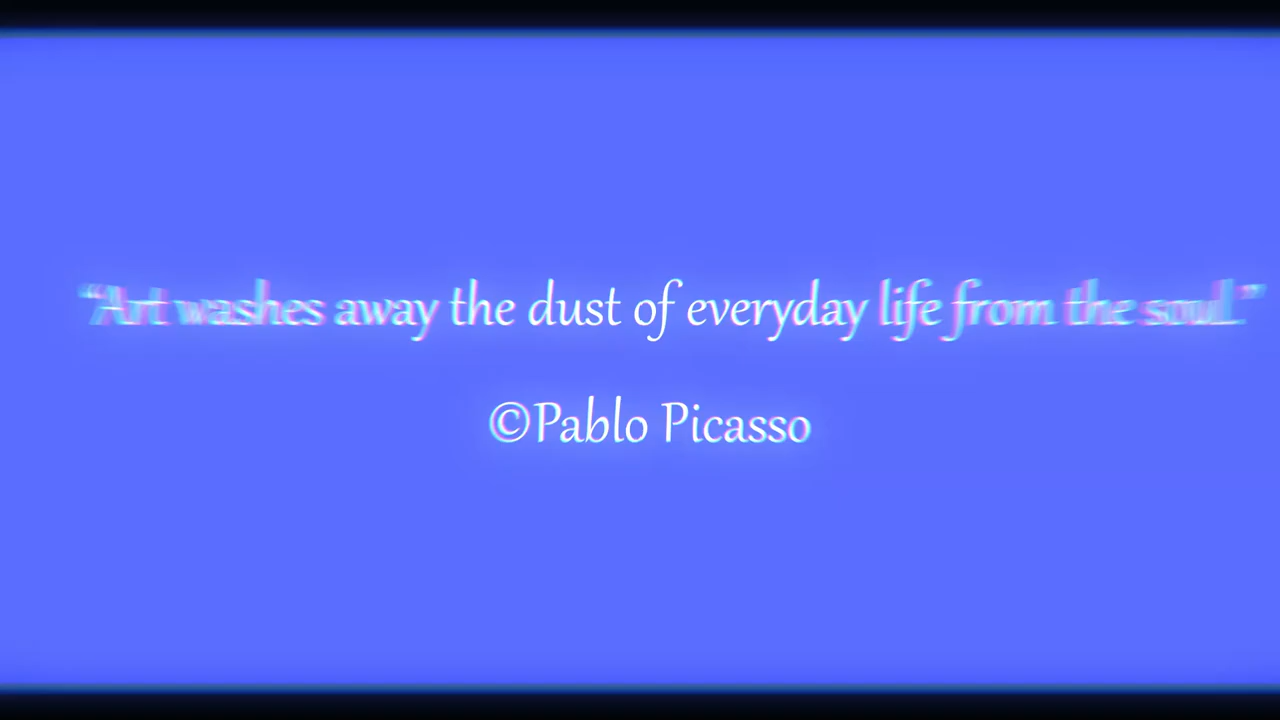 “Art washes away the dust of everyday life from the soul.”
©Pablo Picasso